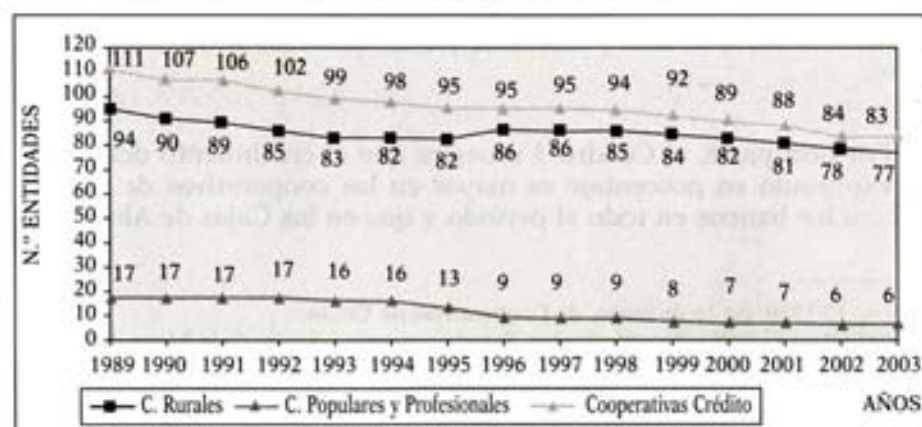 120
110
100
90
80
70
60
50
40
30
20
10
0
N.º ENTIDADES
111 107 106 102 99 98 95 95 95 94 92 89 88 84 83
94 90 89 85 83 82 82 86 86 85 84 82 81 78 77
17 17 17 17 16 16 13 9 9 9 8 7 7 6 6
1989 1990 1991 1992 1993 1994 1995 1996 1997 1998 1999 2000 2001 2002 2003
C. Rurales C. Populares y Profesionales Cooperativas Crédito AÑOS